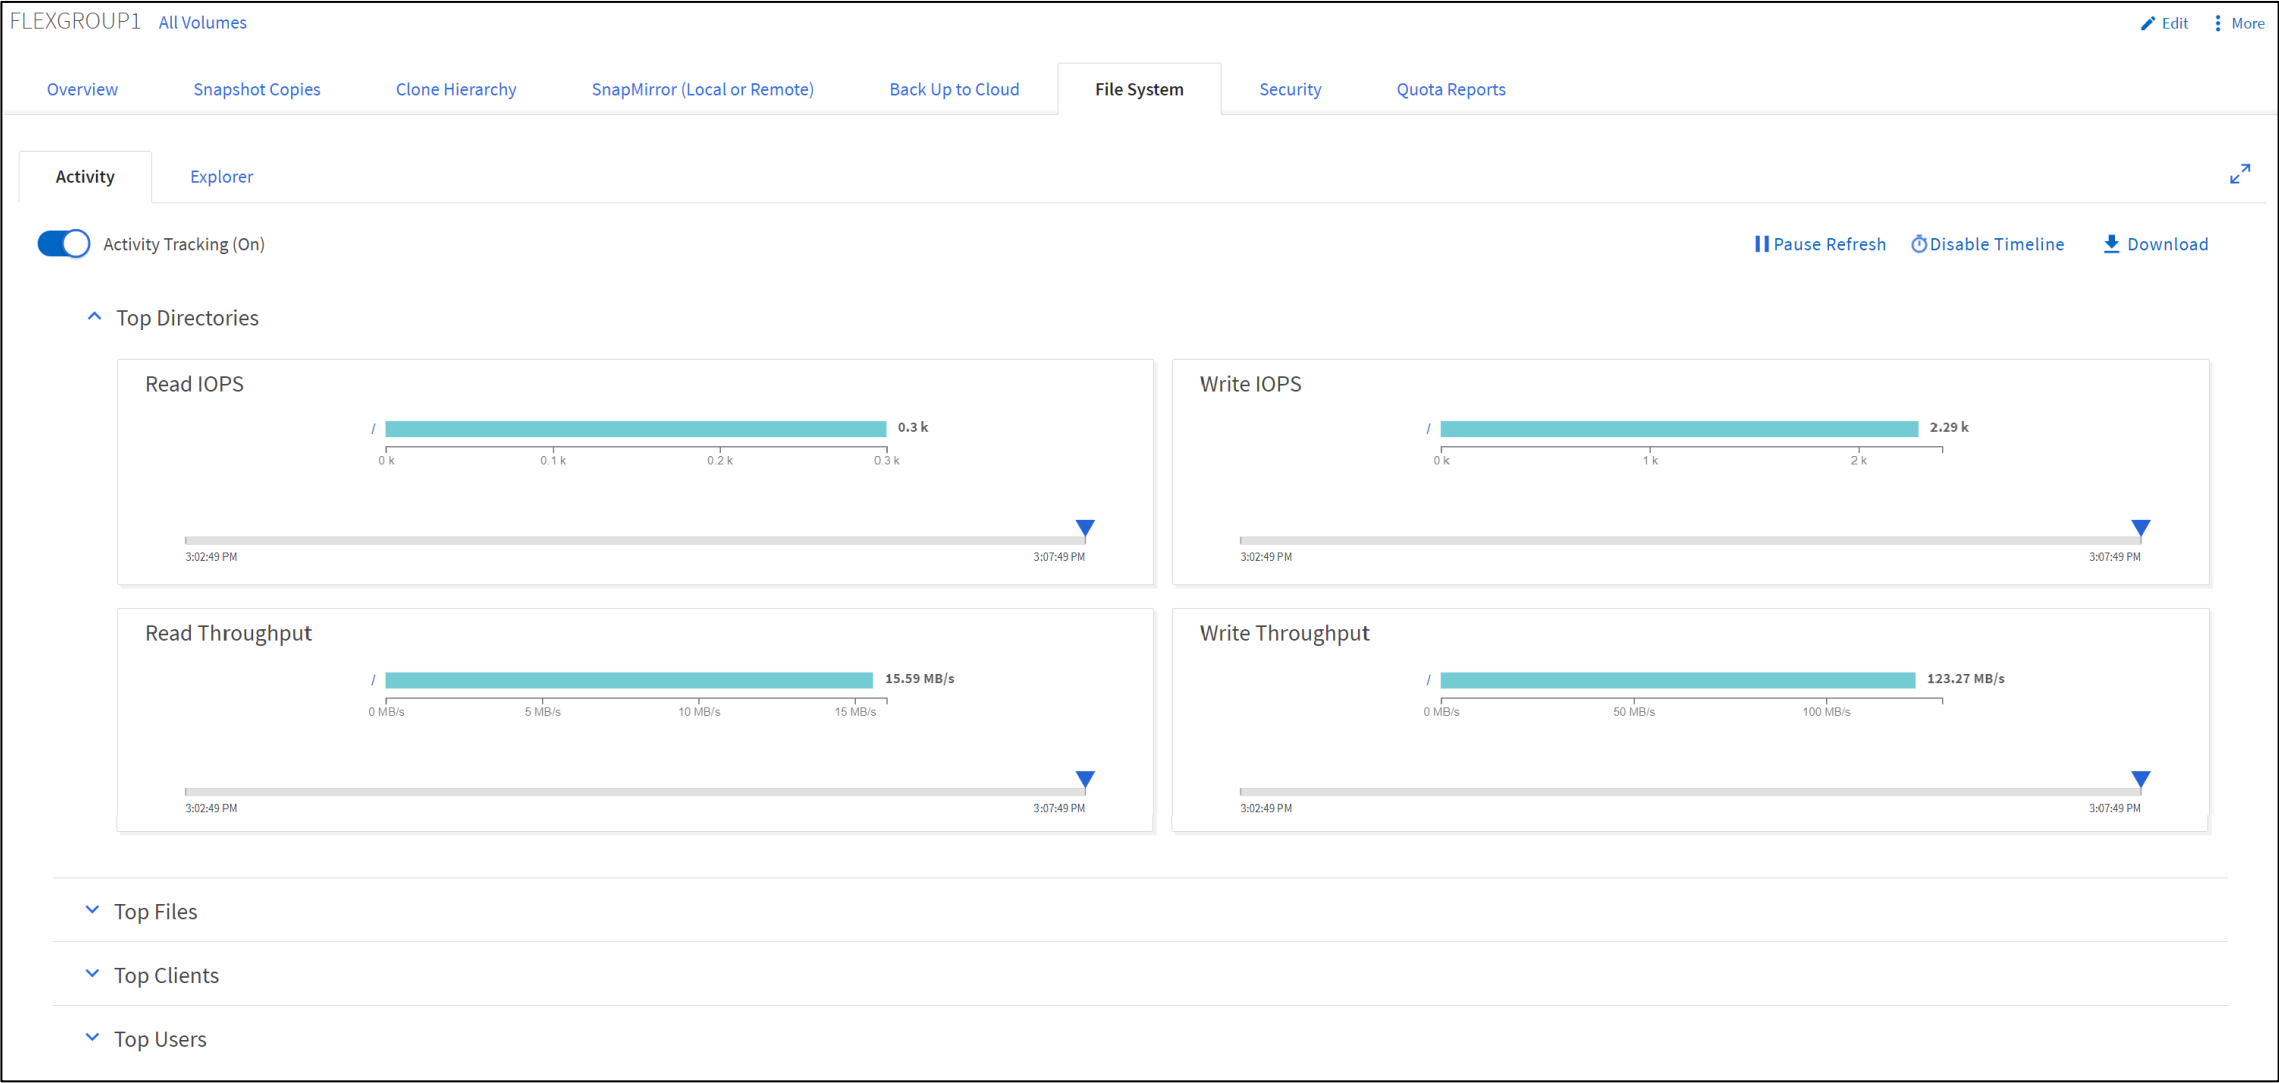 FLEXGROUP1 All Volumes Edit More
Overview Snapshot Copies Clone Hierarchy SnapMirror (Local or Remote) Back Up to Cloud File System Security Quota Reports
Activity Explorer
Activity Tracking (On) Pause Refresh Disable Timeline Download
Top Directories
Read IOPS
/ 0.3 k
0 k 0.1 k 0.2 k 0.3 k
3:02:49 PM 3:07:49 PM
Write IOPS
/ 2.29 k
0 k 1 k 2 k
3:02:49 PM 3:07:49 PM
Read Throughput
/ 15.59 MB/s
0 MB/s 5 MB/s 10 MB/s 15 MB/s
3:02:49 PM 3:07:49 PM
Write Throughput
/ 123.27 MB/s
0 MB/s 50 MB/s 100 MB/s
3:02:49 PM 3:07:49 PM
Top Files
Top Clients
Top Users